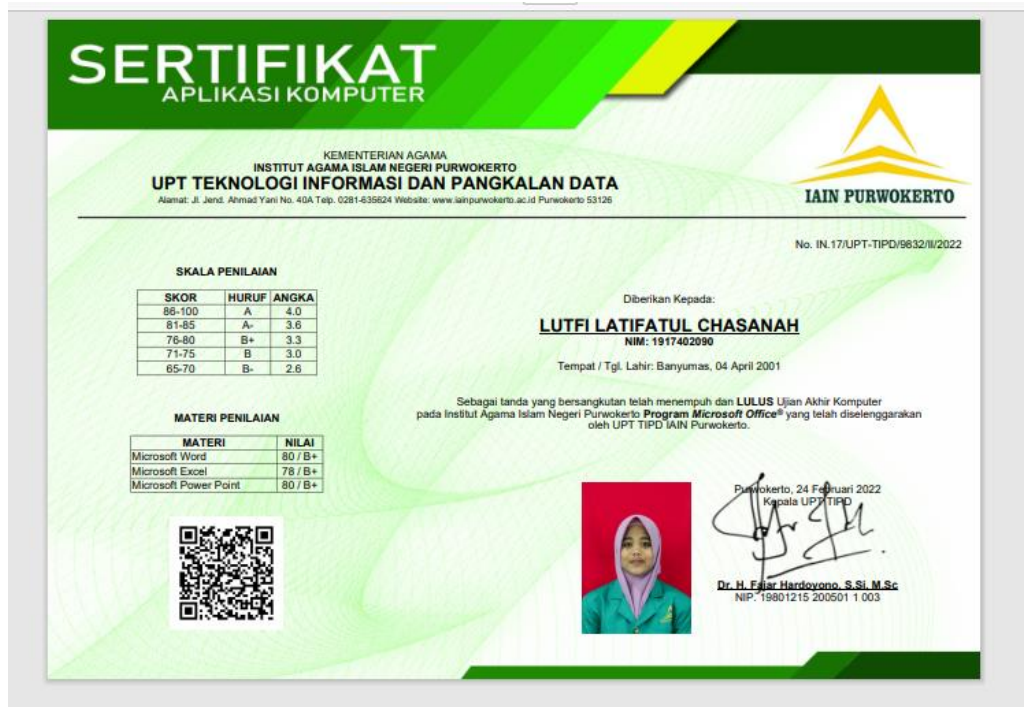 SERTIFIKAT
APLIKASI KOMPUTER
KEMENTERIAN AGAMA
INSTITUT AGAMA ISLAM NEGERI PURWOKERTO
UPT TEKNOLOGI INFORMASI DAN PANGKALAN DATA
Alamat: Jl. Jend. Ahmad Yani No. 40A Telp. 0281-635624 Website: www.iainpurwokerto.ac.id Purwokerto 53126
IAIN PURWOKERTO
No. IN.17/UPT-TIPD/9832/II/2022
SKALA PENILAIAN
SKOR HURUF ANGKA
86-100 A 4.0
81-85 A- 3.6
76-80 B+ 3.3
71-75 B 3.0
65-70 B- 2.6
MATERI PENILAIAN
MATERI NILAI
Microsoft Word 80 / B+
Microsoft Excel 78 / B+
Microsoft Power Point 80 / B+
Diberikan Kepada:
LUTFI LATIFATUL CHASANAH
NIM: 1917402090
Tempat / Tgl. Lahir: Banyumas, 04 April 2001
Sebagai tanda yang bersangkutan telah menempuh dan LULUS Ujian Akhir Komputer
pada Institut Agama Islam Negeri Purwokerto Program Microsoft Office® yang telah diselenggarakan
oleh UPT TIPD IAIN Purwokerto.
Purwokerto, 24 Februari 2022
Kepala UPT TIPD
Dr. H. Fajar Hardoyono, S.Si, M.Sc
NIP. 19801215 200501 1 003